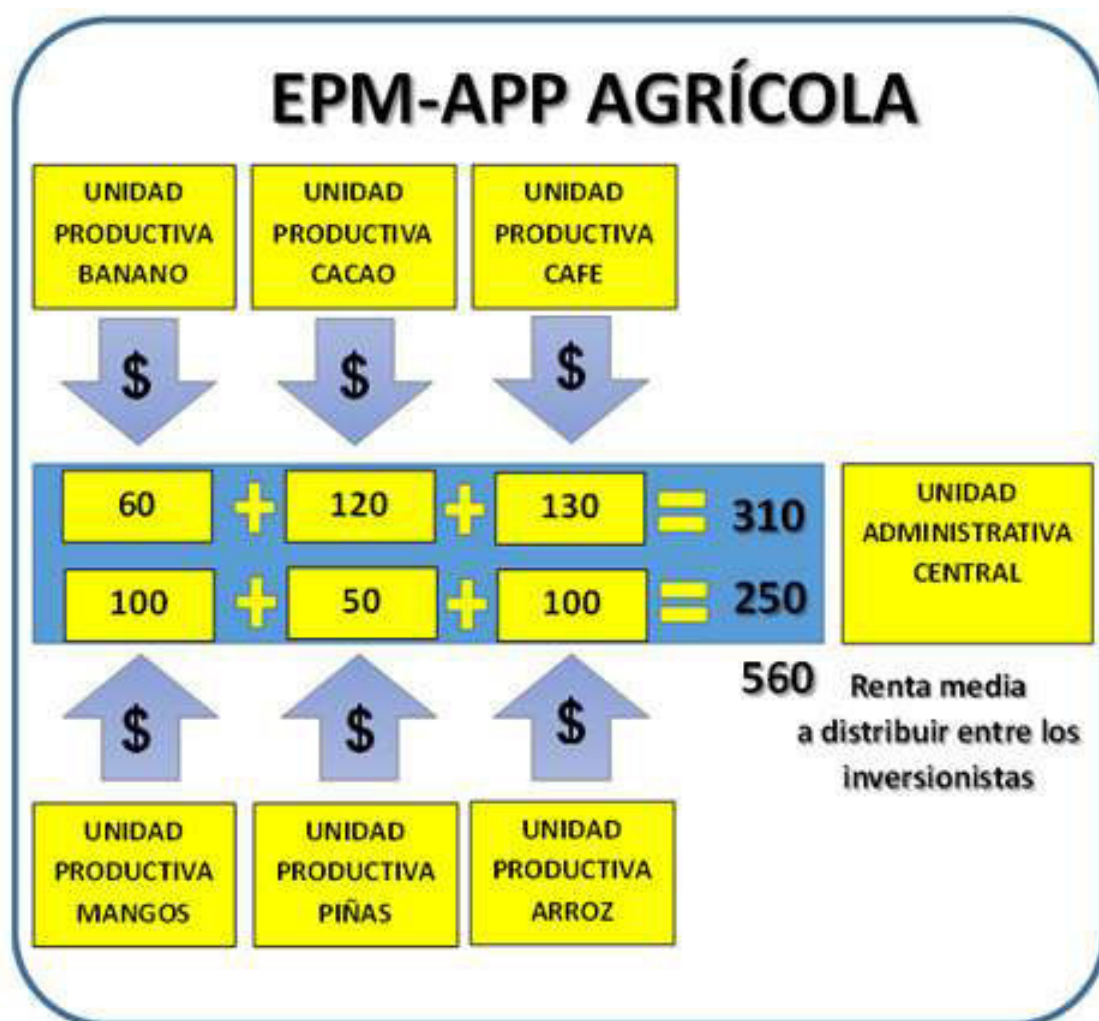 EPM-APP AGRÍCOLA
UNIDAD
PRODUCTIVA
BANANO
UNIDAD
PRODUCTIVA
CACAO
UNIDAD
PRODUCTIVA
CAFE
$ $ $
60 + 120 + 130 = 310
100 + 50 + 100 = 250
UNIDAD
ADMINISTRATIVA
CENTRAL
560 Renta media
a distribuir entre los
inversionistas
$ $ $
UNIDAD
PRODUCTIVA
MANGOS
UNIDAD
PRODUCTIVA
PIÑAS
UNIDAD
PRODUCTIVA
ARROZ